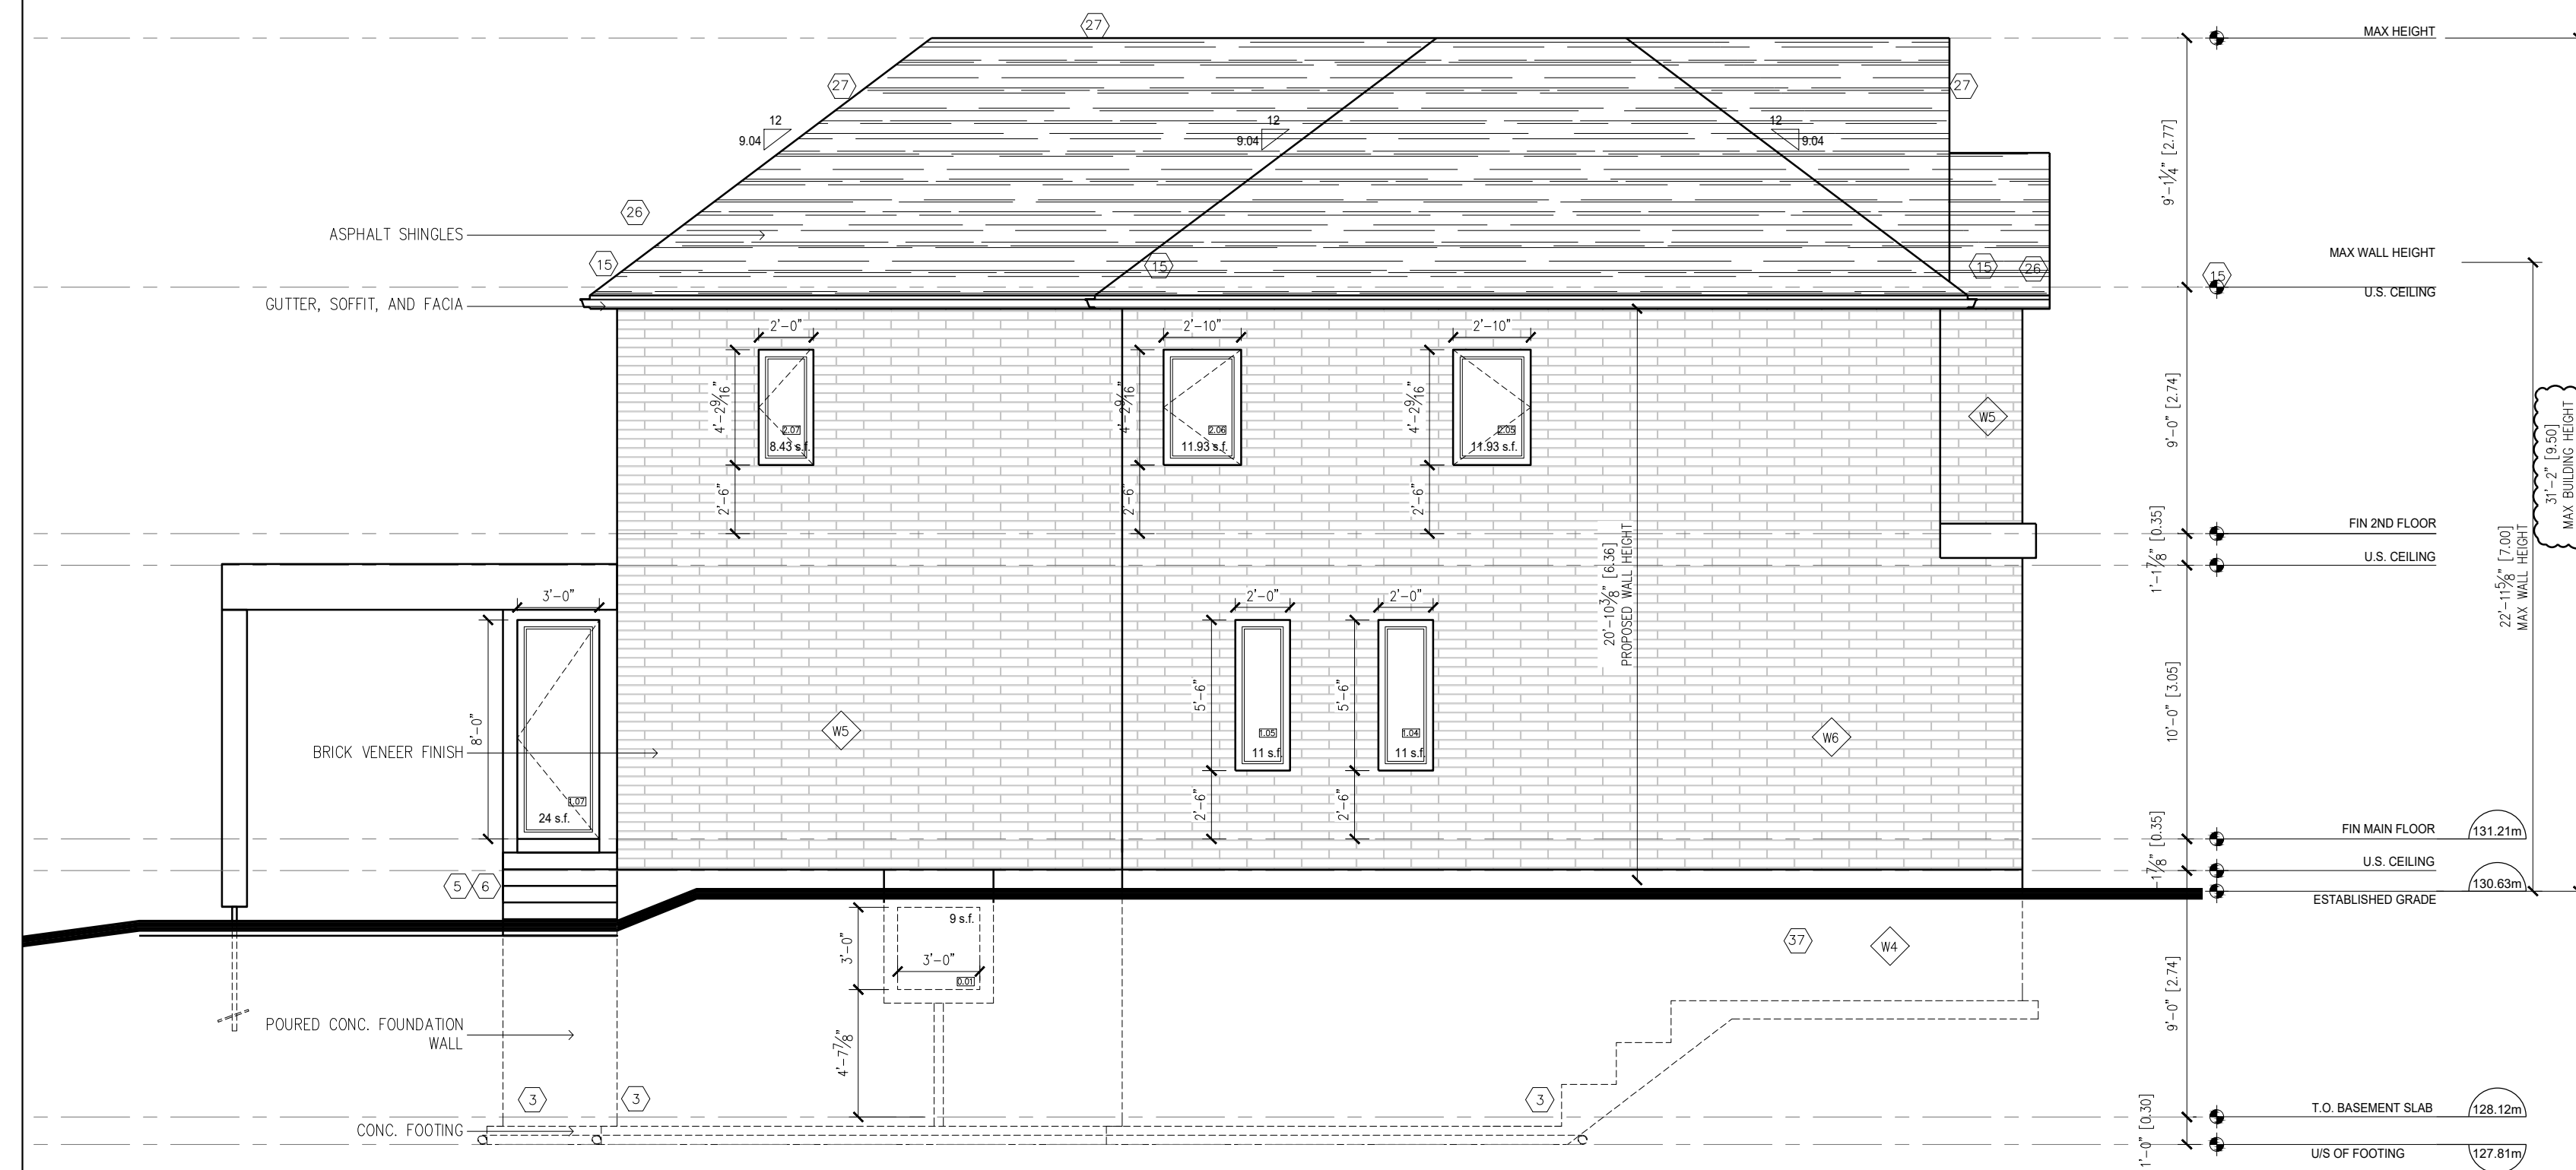 27
MAX HEIGHT
27
27
12
9.04
12
9.04
12
9.04
9'-1¼" [2.77]
26
ASPHALT SHINGLES
15
15
15
26
MAX WALL HEIGHT
15
U.S. CEILING
GUTTER, SOFFIT, AND FACIA
2'-0"
2'-10"
2'-10"
4'-2 9/16"
4'-2 9/16"
4'-2 9/16"
2.07
8.43 s.f.
2.06
11.93 s.f.
2.05
11.93 s.f.
W5
9'-0" [2.74]
31'-2" [9.50]
MAX BUILDING HEIGHT
2'-6"
2'-6"
2'-6"
FIN 2ND FLOOR
1'-1⅞" [0.35]
U.S. CEILING
20'-10⅜" [6.36]
PROPOSED WALL HEIGHT
22'-11⅝" [7.00]
MAX WALL HEIGHT
3'-0"
2'-0"
2'-0"
8'-0"
5'-6"
5'-6"
10'-0" [3.05]
W5
W6
BRICK VENEER FINISH
1.05
11 s.f.
1.04
11 s.f.
1.07
24 s.f.
2'-6"
2'-6"
FIN MAIN FLOOR
131.21m
-1⅞" [0.35]
U.S. CEILING
5
6
130.63m
ESTABLISHED GRADE
9 s.f.
3'-0"
3'-0"
0.01
37
W4
9'-0" [2.74]
POURED CONC. FOUNDATION
WALL
4'-7⅞"
3
3
3
T.O. BASEMENT SLAB
128.12m
CONC. FOOTING
1'-0" [0.30]
U/S OF FOOTING
127.81m